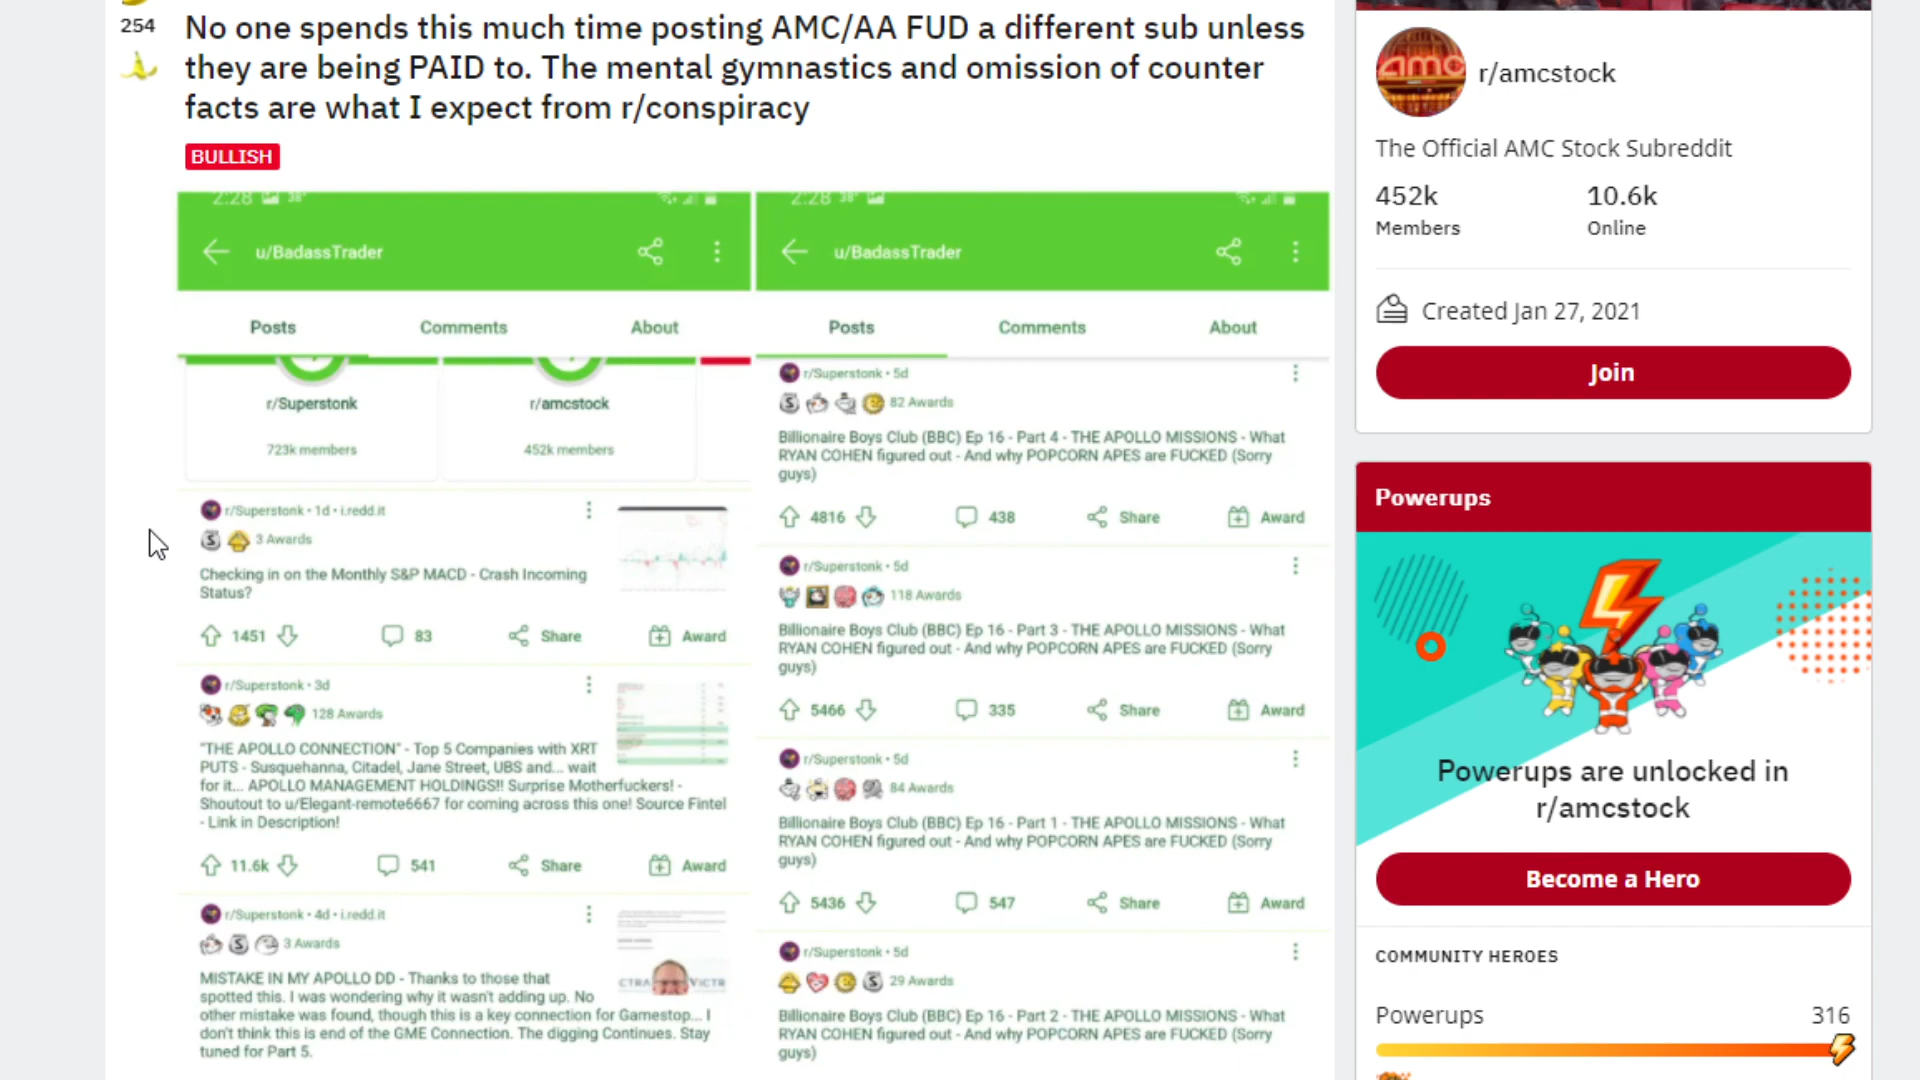 254
No one spends this much time posting AMC/AA FUD a different sub unless
they are being PAID to. The mental gymnastics and omission of counter
facts are what I expect from r/conspiracy
BULLISH
2:28 38°
u/BadassTrader
Posts Comments About
r/Superstonk
723k members
r/amcstock
452k members
r/Superstonk • 1d • i.redd.it
3 Awards
Checking in on the Monthly S&P MACD - Crash Incoming
Status?
1451 83 Share Award
r/Superstonk • 3d
128 Awards
"THE APOLLO CONNECTION" - Top 5 Companies with XRT
PUTS - Susquehanna, Citadel, Jane Street, UBS and... wait
for it... APOLLO MANAGEMENT HOLDINGS!! Surprise Motherfuckers! -
Shoutout to u/Elegant-remote6667 for coming across this one! Source Fintel
- Link in Description!
11.6k 541 Share Award
r/Superstonk • 4d • i.redd.it
3 Awards
MISTAKE IN MY APOLLO DD - Thanks to those that
spotted this. I was wondering why it wasn't adding up. No
other mistake was found, though this is a key connection for Gamestop... I
don't think this is end of the GME Connection. The digging Continues. Stay
tuned for Part 5.
2:28 38°
u/BadassTrader
Posts Comments About
r/Superstonk • 5d
82 Awards
Billionaire Boys Club (BBC) Ep 16 - Part 4 - THE APOLLO MISSIONS - What
RYAN COHEN figured out - And why POPCORN APES are FUCKED (Sorry
guys)
4816 438 Share Award
r/Superstonk • 5d
118 Awards
Billionaire Boys Club (BBC) Ep 16 - Part 3 - THE APOLLO MISSIONS - What
RYAN COHEN figured out - And why POPCORN APES are FUCKED (Sorry
guys)
5466 335 Share Award
r/Superstonk • 5d
84 Awards
Billionaire Boys Club (BBC) Ep 16 - Part 1 - THE APOLLO MISSIONS - What
RYAN COHEN figured out - And why POPCORN APES are FUCKED (Sorry
guys)
5436 547 Share Award
r/Superstonk • 5d
29 Awards
Billionaire Boys Club (BBC) Ep 16 - Part 2 - THE APOLLO MISSIONS - What
RYAN COHEN figured out - And why POPCORN APES are FUCKED (Sorry
guys)
amc
r/amcstock
The Official AMC Stock Subreddit
452k 10.6k
Members Online
Created Jan 27, 2021
Join
Powerups
Powerups are unlocked in
r/amcstock
Become a Hero
COMMUNITY HEROES
Powerups 316